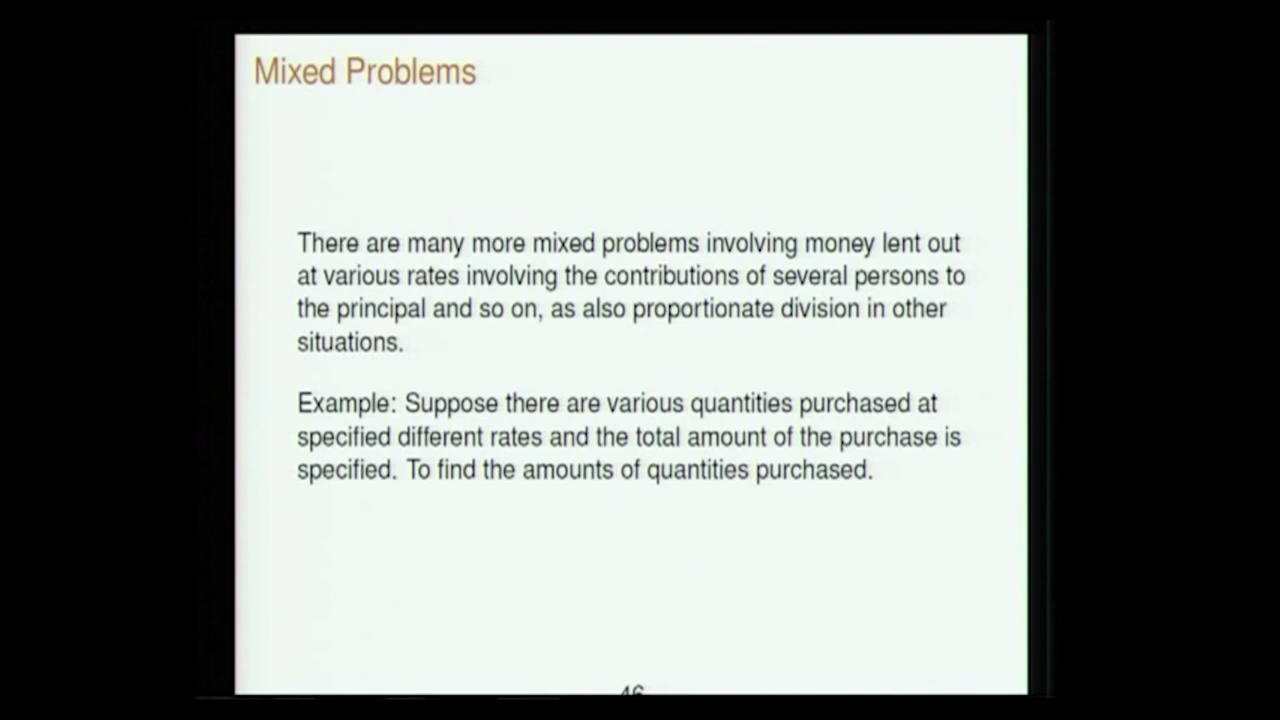 Mixed Problems
There are many more mixed problems involving money lent out
at various rates involving the contributions of several persons to
the principal and so on, as also proportionate division in other
situations.
Example: Suppose there are various quantities purchased at
specified different rates and the total amount of the purchase is
specified. To find the amounts of quantities purchased.
46